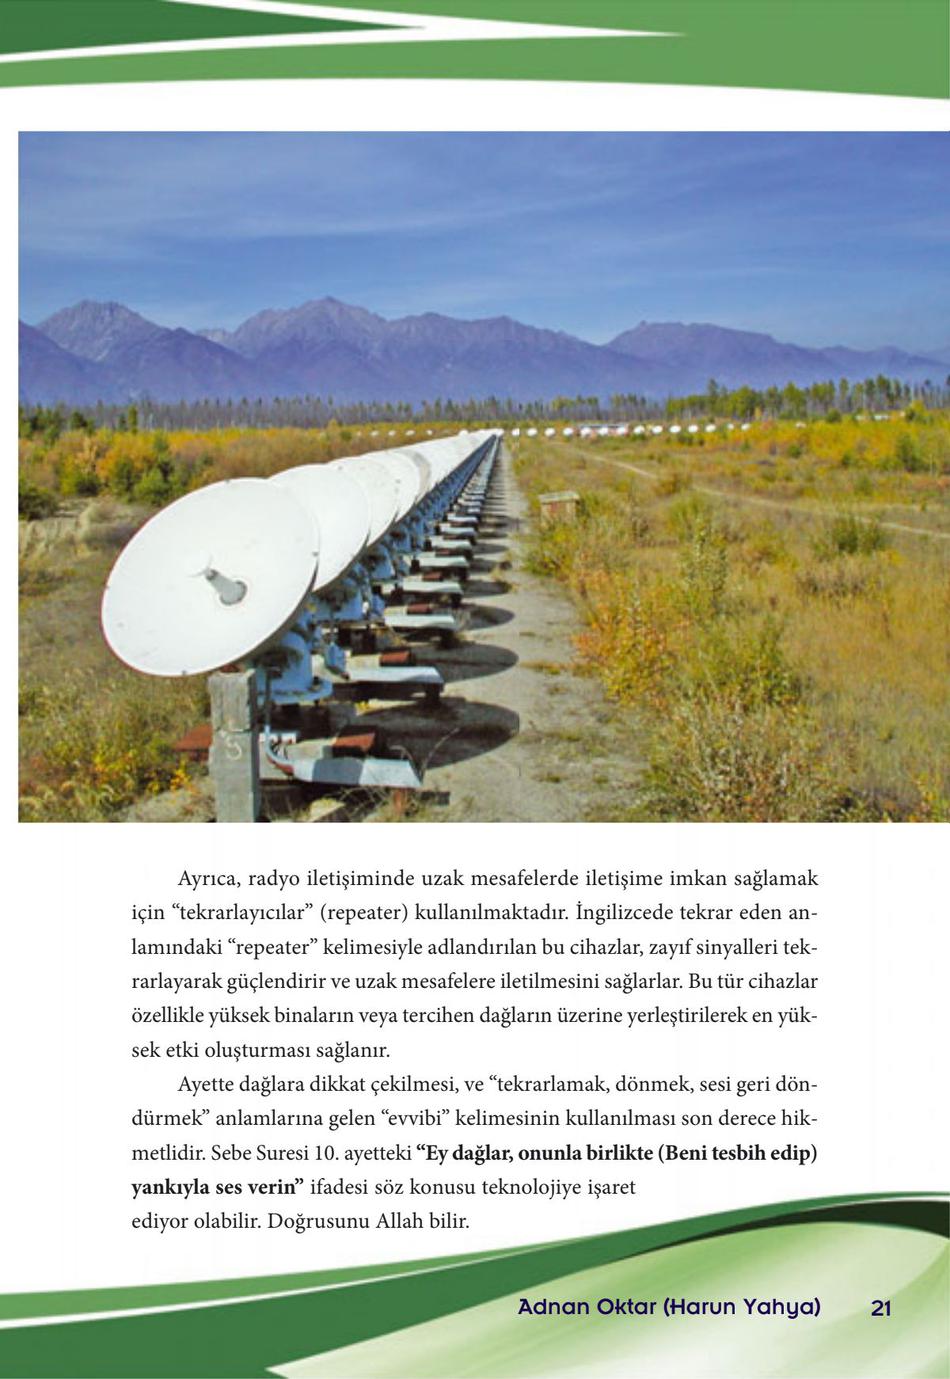 Ayrıca, radyo iletişiminde uzak mesafelerde iletişime imkan sağlamak
için “tekrarlayıcılar” (repeater) kullanılmaktadır. İngilizcede tekrar eden an-
lamındaki “repeater” kelimesiyle adlandırılan bu cihazlar, zayıf sinyalleri tek-
rarlayarak güçlendirir ve uzak mesafelere iletilmesini sağlarlar. Bu tür cihazlar
özellikle yüksek binaların veya tercihen dağların üzerine yerleştirilerek en yük-
sek etki oluşturması sağlanır.
Ayette dağlara dikkat çekilmesi, ve “tekrarlamak, dönmek, sesi geri dön-
dürmek” anlamlarına gelen “evvibi” kelimesinin kullanılması son derece hik-
metlidir. Sebe Suresi 10. ayetteki “Ey dağlar, onunla birlikte (Beni tesbih edip)
yankıyla ses verin” ifadesi söz konusu teknolojiye işaret
ediyor olabilir. Doğrusunu Allah bilir.
Adnan Oktar (Harun Yahya) 21